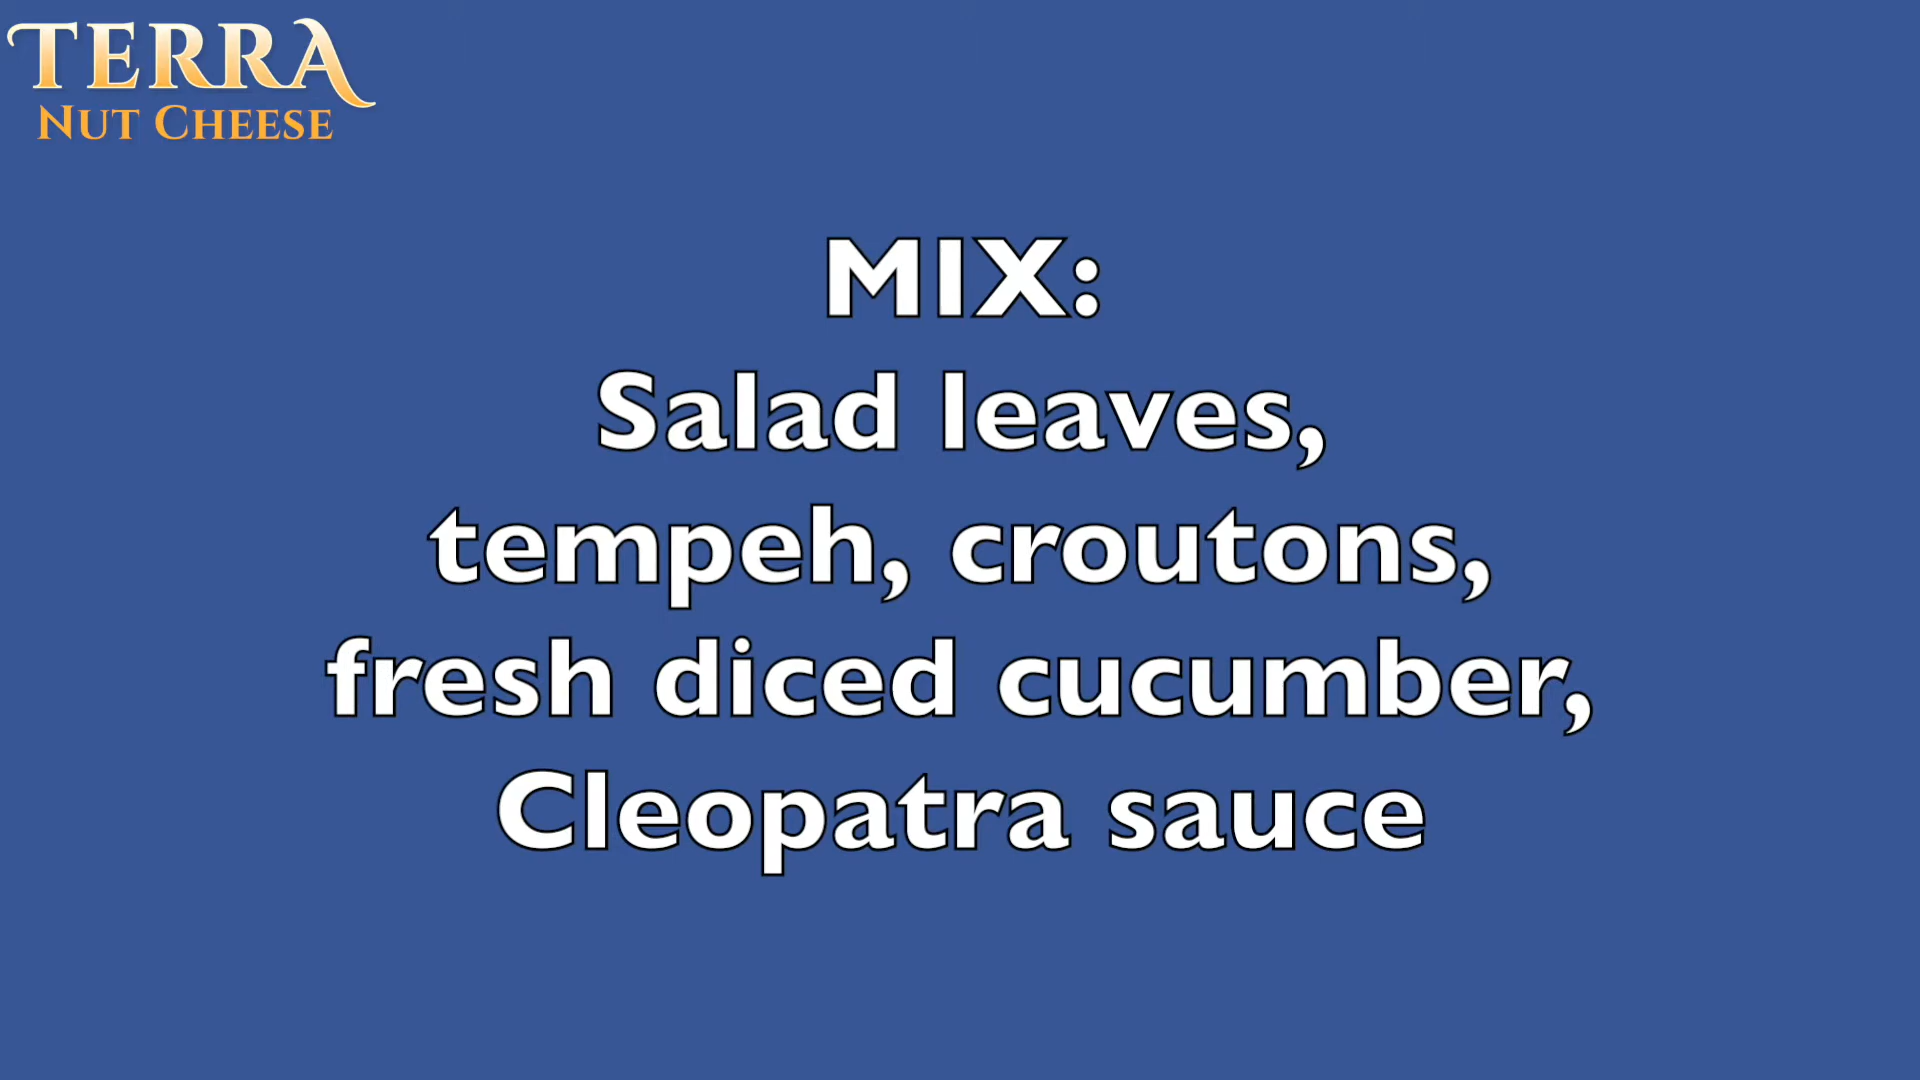 TERRA
NUT CHEESE
MIX:
Salad leaves,
tempeh, croutons,
fresh diced cucumber,
Cleopatra sauce